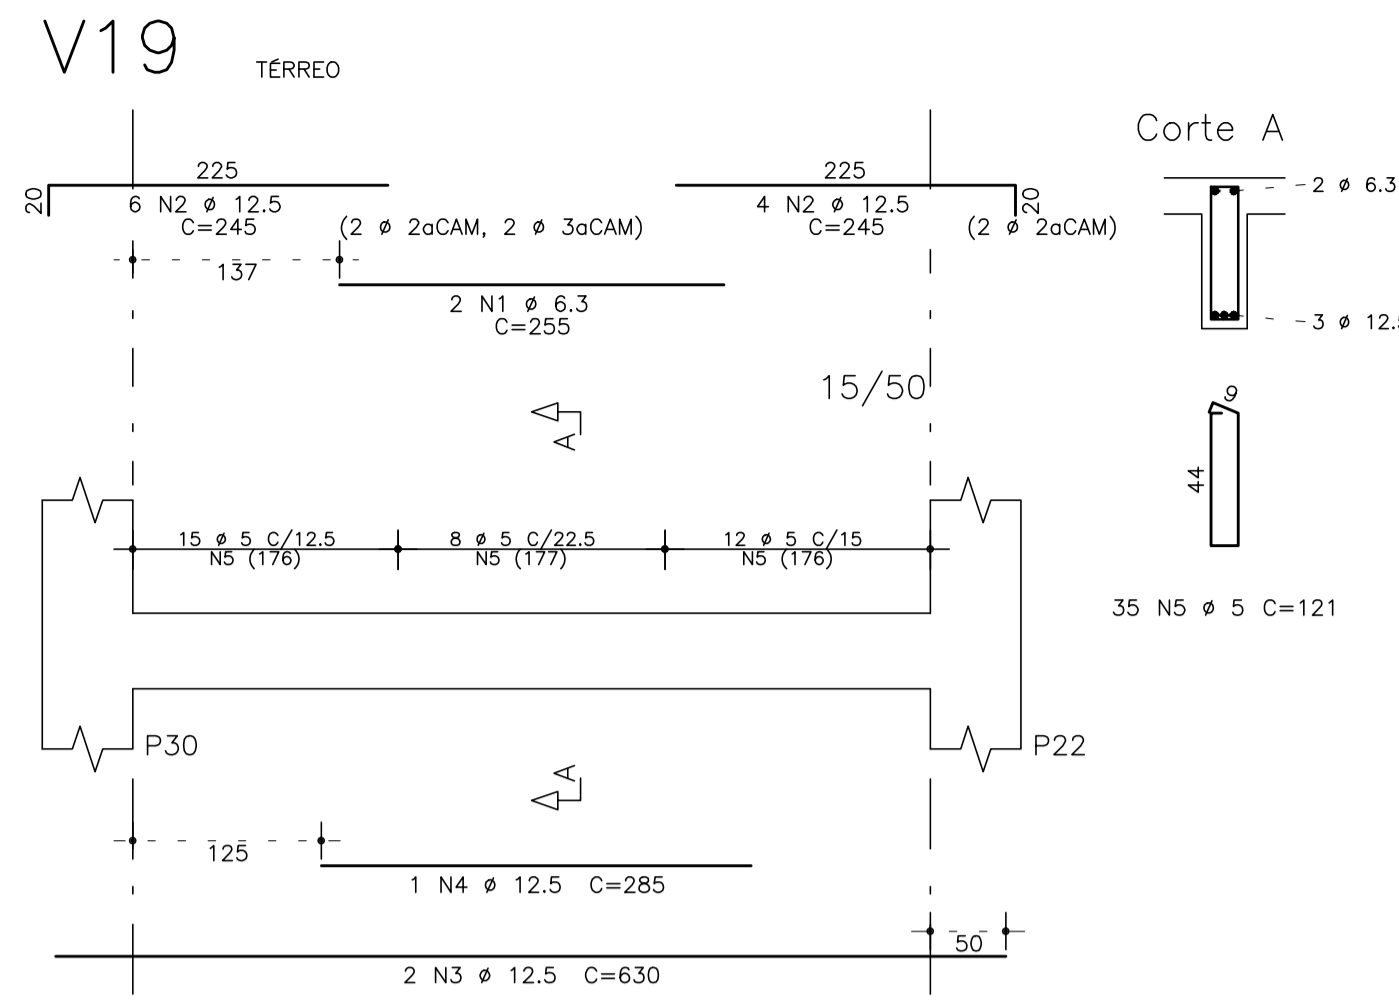 V19
TÉRREO
Corte A
225
225
2 ø 6.3
20
20
6 N2 ø 12.5
4 N2 ø 12.5
C=245
(2 ø 2aCAM, 2 ø 3aCAM)
C=245
(2 ø 2aCAM)
137
2 N1 ø 6.3
C=255
3 ø 12.5
15/50
A
9
44
15 ø 5 C/12.5
8 ø 5 C/22.5
12 ø 5 C/15
N5 (176)
N5 (177)
N5 (176)
35 N5 ø 5 C=121
P30
P22
A
125
1 N4 ø 12.5 C=285
50
2 N3 ø 12.5 C=630